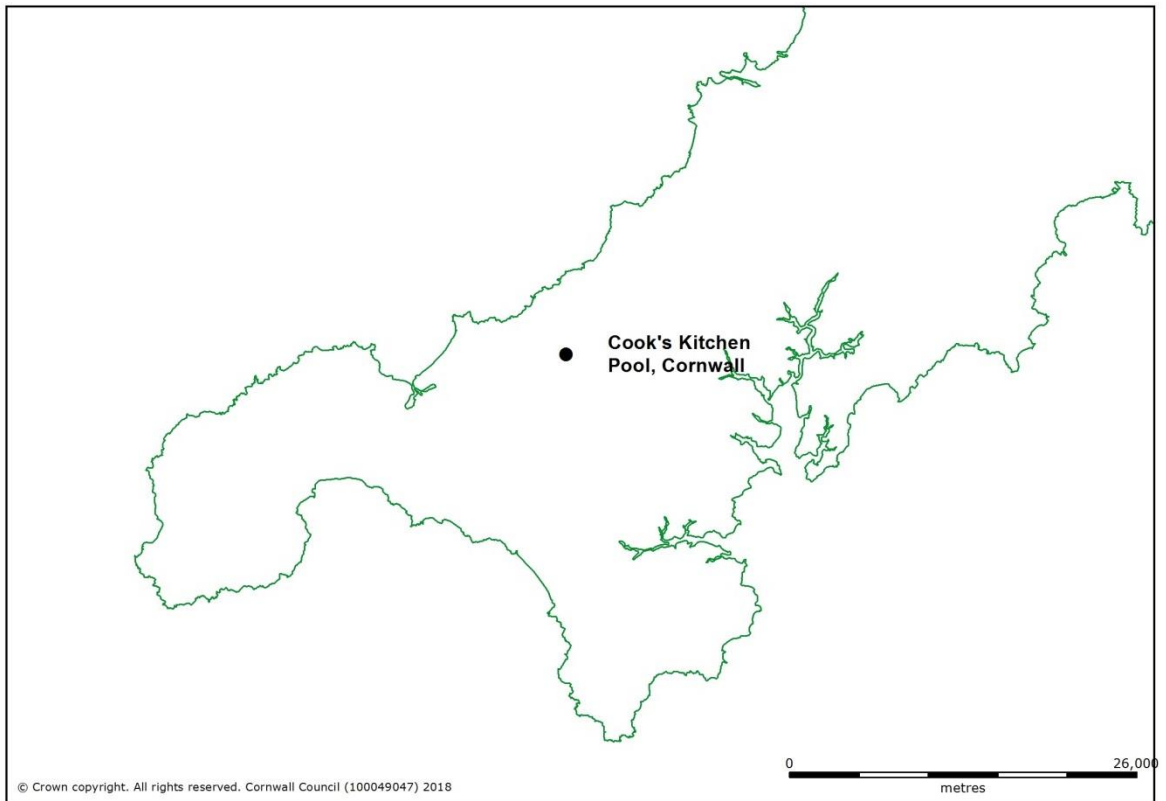 Cook's Kitchen
Pool, Cornwall
0 26,000
metres
© Crown copyright. All rights reserved. Cornwall Council (100049047) 2018